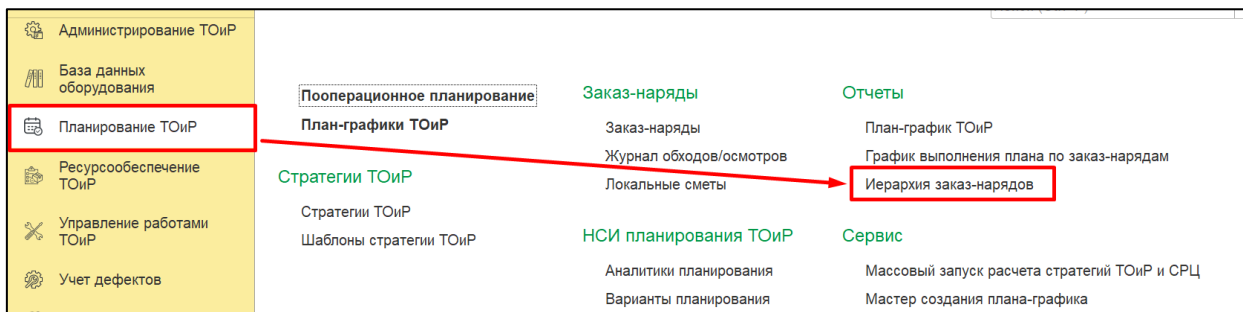 Администрирование ТОиР
База данных
оборудования
Планирование ТОиР
Ресурсообеспечение
ТОиР
Управление работами
ТОиР
Учет дефектов
Пооперационное планирование
План-графики ТОиР
Стратегии ТОиР
Стратегии ТОиР
Шаблоны стратегии ТОиР
Заказ-наряды
Заказ-наряды
Журнал обходов/осмотров
Локальные сметы
НСИ планирования ТОиР
Аналитики планирования
Варианты планирования
Отчеты
План-график ТОиР
График выполнения плана по заказ-нарядам
Иерархия заказ-нарядов
Сервис
Массовый запуск расчета стратегий ТОиР и СРЦ
Мастер создания плана-графика